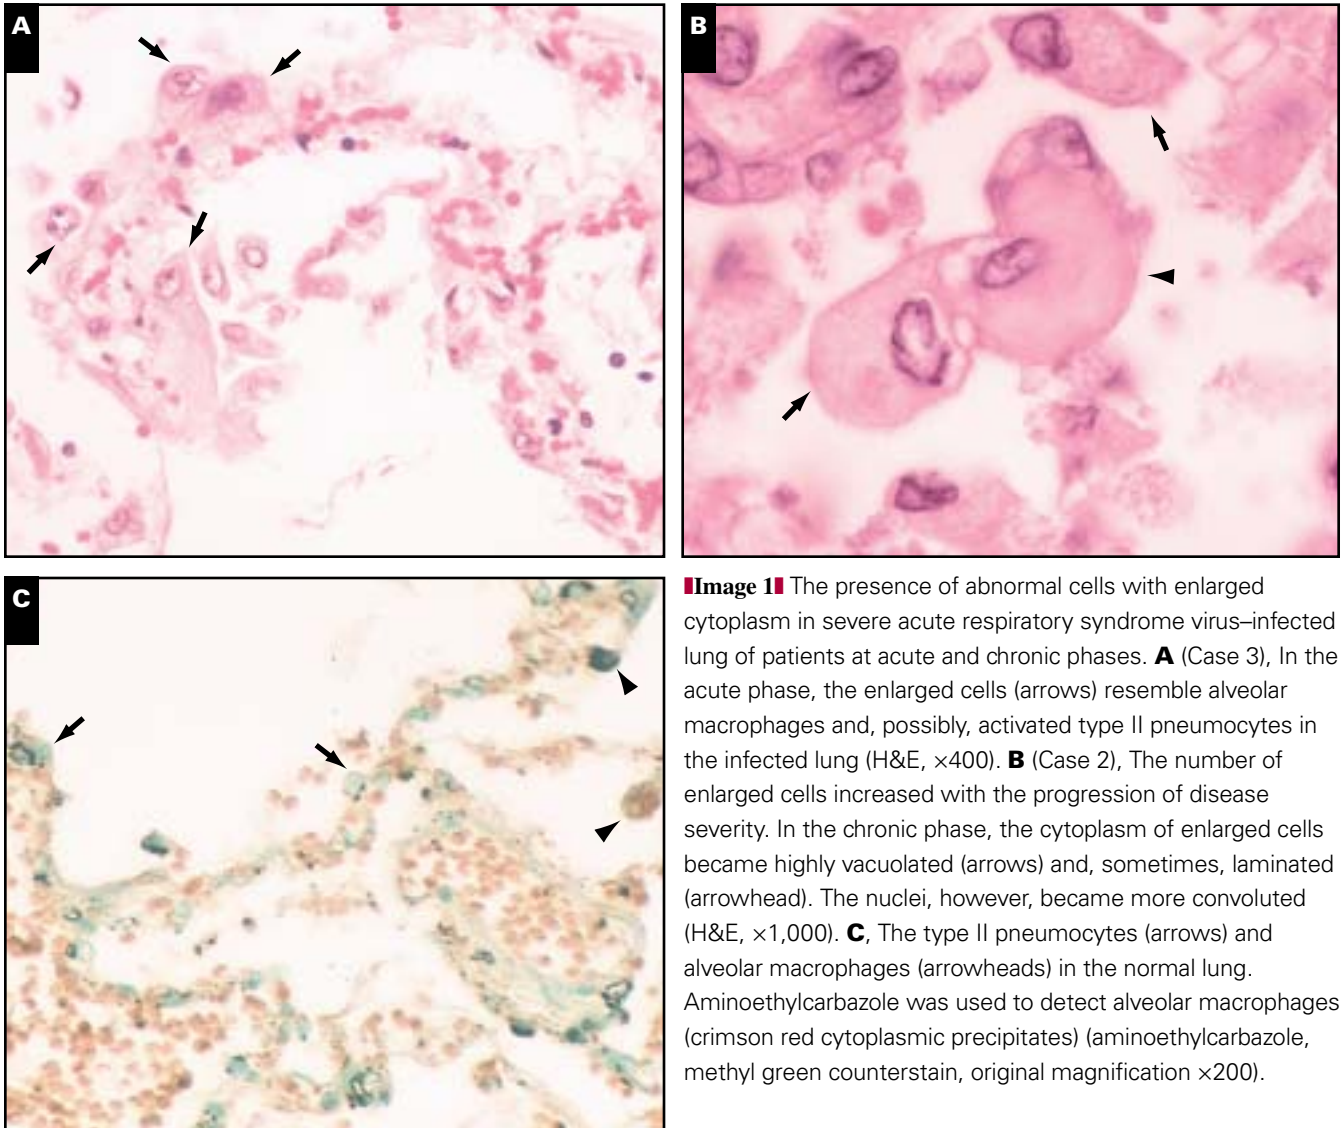 A
B
C
Image 1 The presence of abnormal cells with enlarged
cytoplasm in severe acute respiratory syndrome virus–infected
lung of patients at acute and chronic phases. A (Case 3), In the
acute phase, the enlarged cells (arrows) resemble alveolar
macrophages and, possibly, activated type II pneumocytes in
the infected lung (H&E, ×400). B (Case 2), The number of
enlarged cells increased with the progression of disease
severity. In the chronic phase, the cytoplasm of enlarged cells
became highly vacuolated (arrows) and, sometimes, laminated
(arrowhead). The nuclei, however, became more convoluted
(H&E, ×1,000). C, The type II pneumocytes (arrows) and
alveolar macrophages (arrowheads) in the normal lung.
Aminoethylcarbazole was used to detect alveolar macrophages
(crimson red cytoplasmic precipitates) (aminoethylcarbazole,
methyl green counterstain, original magnification ×200).